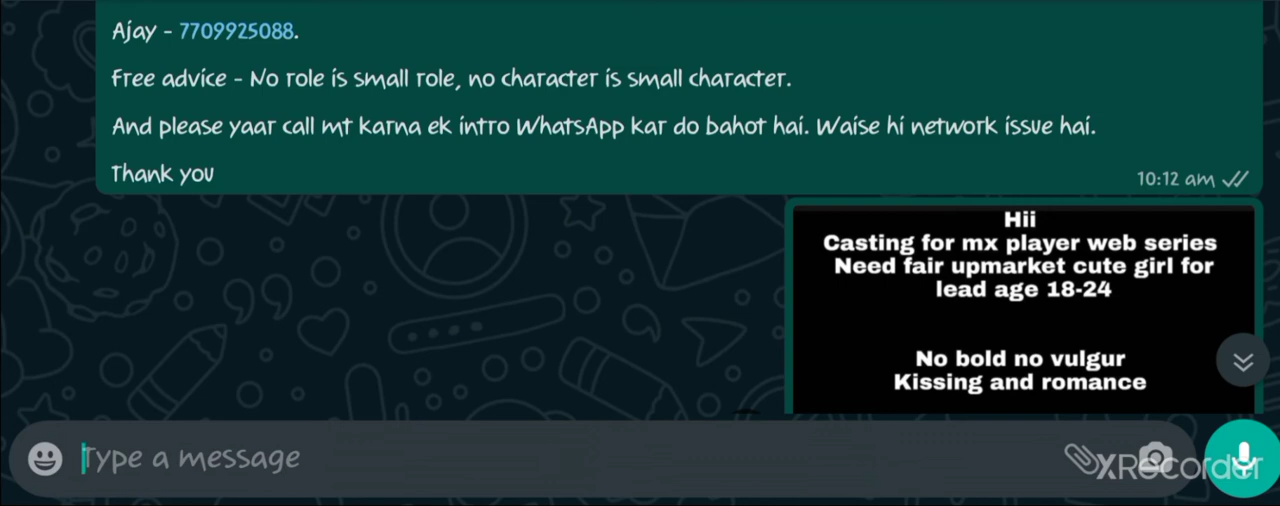 Ajay - 7709925088.
Free advice - No role is small role, no character is small character.
And please yaar call mt karna ek intro WhatsApp kar do bahot hai. Waise hi network issue hai.
Thank you
10:12 am
Hii
Casting for mx player web series
Need fair upmarket cute girl for
lead age 18-24
No bold no vulgur
Kissing and romance
Type a message
XRecorder